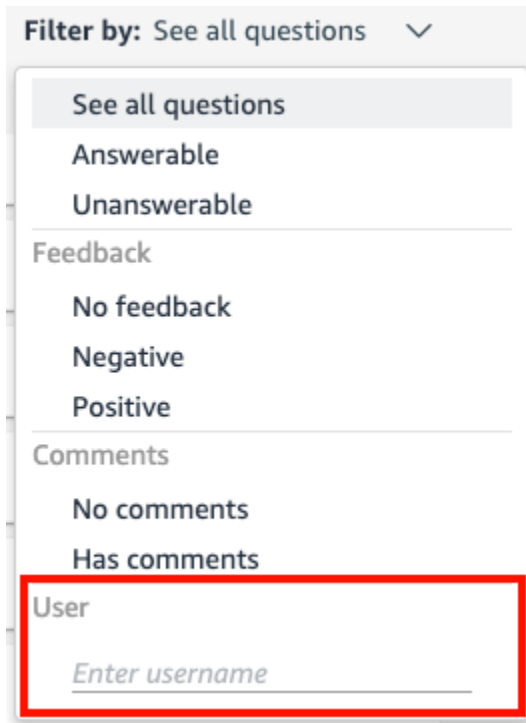 Filter by: See all questions
See all questions
Answerable
Unanswerable
Feedback
No feedback
Negative
Positive
Comments
No comments
Has comments
User
Enter username